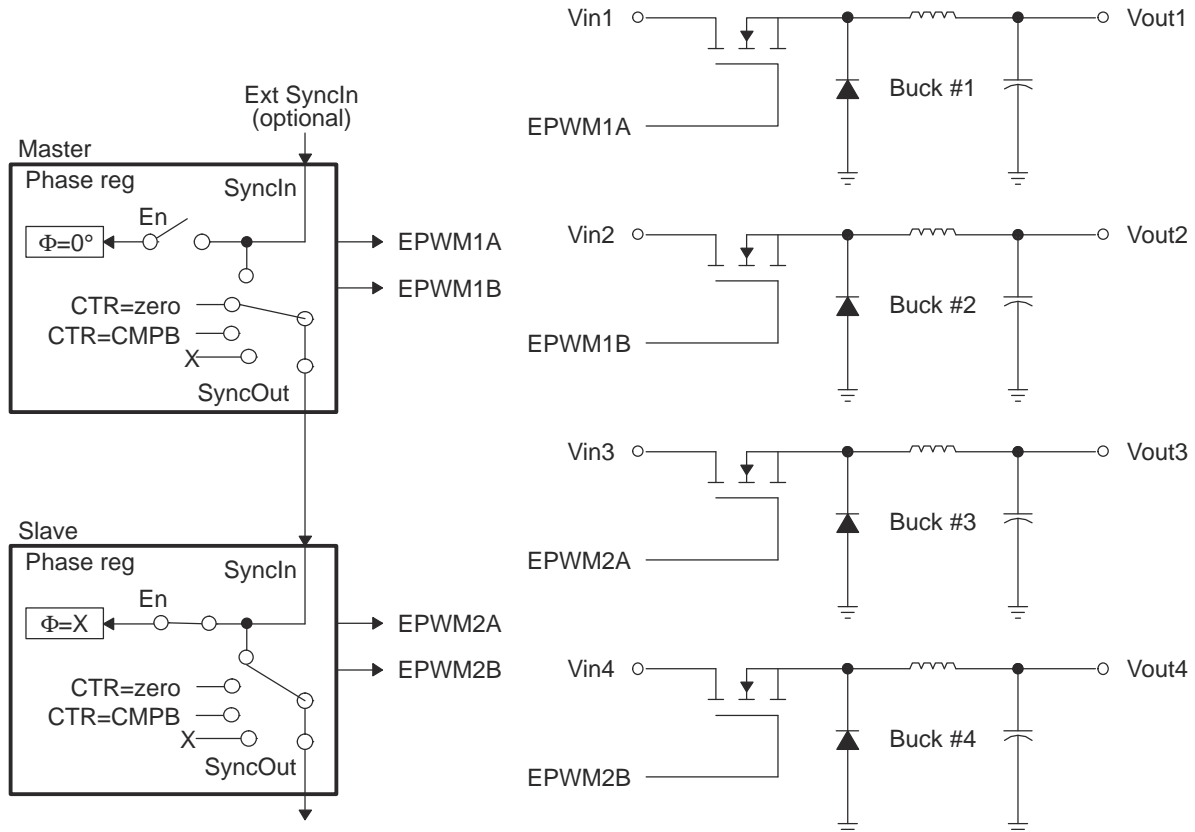 Ext SyncIn
(optional)
Master
Phase reg
SyncIn
En
Φ=0°
EPWM1A
EPWM1B
CTR=zero
CTR=CMPB
X
SyncOut
Slave
Phase reg
SyncIn
En
Φ=X
EPWM2A
EPWM2B
CTR=zero
CTR=CMPB
X
SyncOut
Vin1
Vout1
Buck #1
EPWM1A
Vin2
Vout2
Buck #2
EPWM1B
Vin3
Vout3
Buck #3
EPWM2A
Vin4
Vout4
Buck #4
EPWM2B